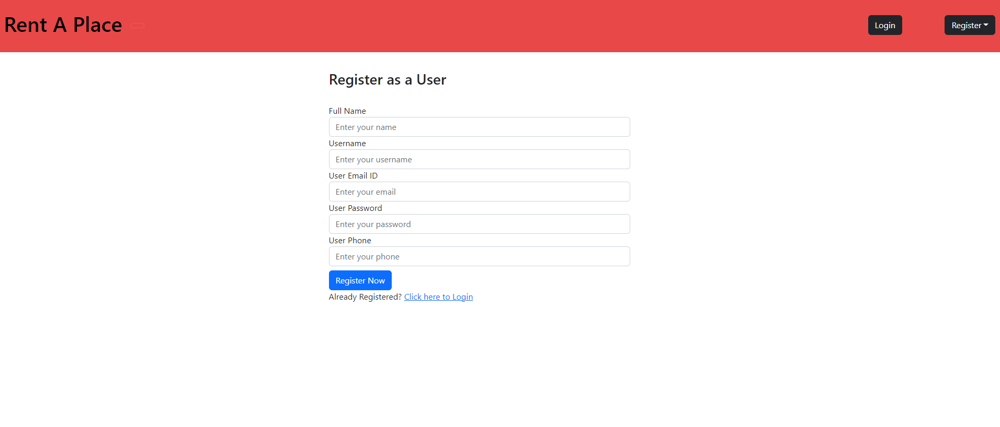 Rent A Place
Login
Register
Register as a User
Full Name
Enter your name
Username
Enter your username
User Email ID
Enter your email
User Password
Enter your password
User Phone
Enter your phone
Register Now
Already Registered? Click here to Login